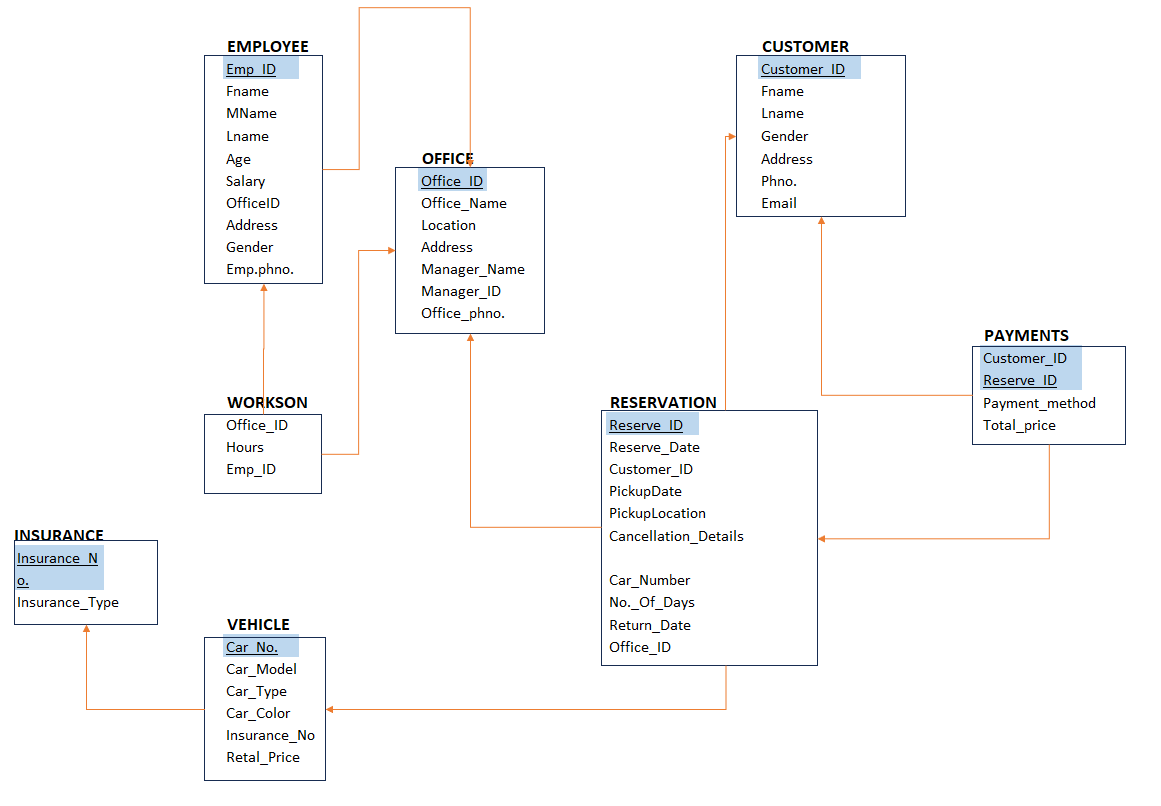 EMPLOYEE
Emp_ID
Fname
MName
Lname
Age
Salary
OfficeID
Address
Gender
Emp.phno.
OFFICE
Office_ID
Office_Name
Location
Address
Manager_Name
Manager_ID
Office_phno.
CUSTOMER
Customer_ID
Fname
Lname
Gender
Address
Phno.
Email
PAYMENTS
Customer_ID
Reserve_ID
Payment_method
Total_price
WORKSON
Office_ID
Hours
Emp_ID
RESERVATION
Reserve_ID
Reserve_Date
Customer_ID
PickupDate
PickupLocation
Cancellation_Details
Car_Number
No._Of_Days
Return_Date
Office_ID
INSURANCE
Insurance_N
o.
Insurance_Type
VEHICLE
Car_No.
Car_Model
Car_Type
Car_Color
Insurance_No
Retal_Price